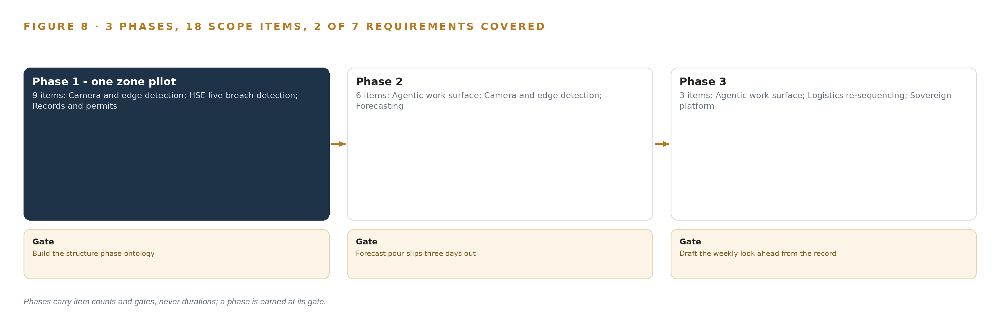 FIGURE 8 · 3 PHASES, 18 SCOPE ITEMS, 2 OF 7 REQUIREMENTS COVERED
Phase 1 - one zone pilot
9 items: Camera and edge detection; HSE live breach detection;
Records and permits
Phase 2
6 items: Agentic work surface; Camera and edge detection;
Forecasting
Phase 3
3 items: Agentic work surface; Logistics re-sequencing; Sovereign
platform
Gate
Build the structure phase ontology
Gate
Forecast pour slips three days out
Gate
Draft the weekly look ahead from the record
Phases carry item counts and gates, never durations; a phase is earned at its gate.